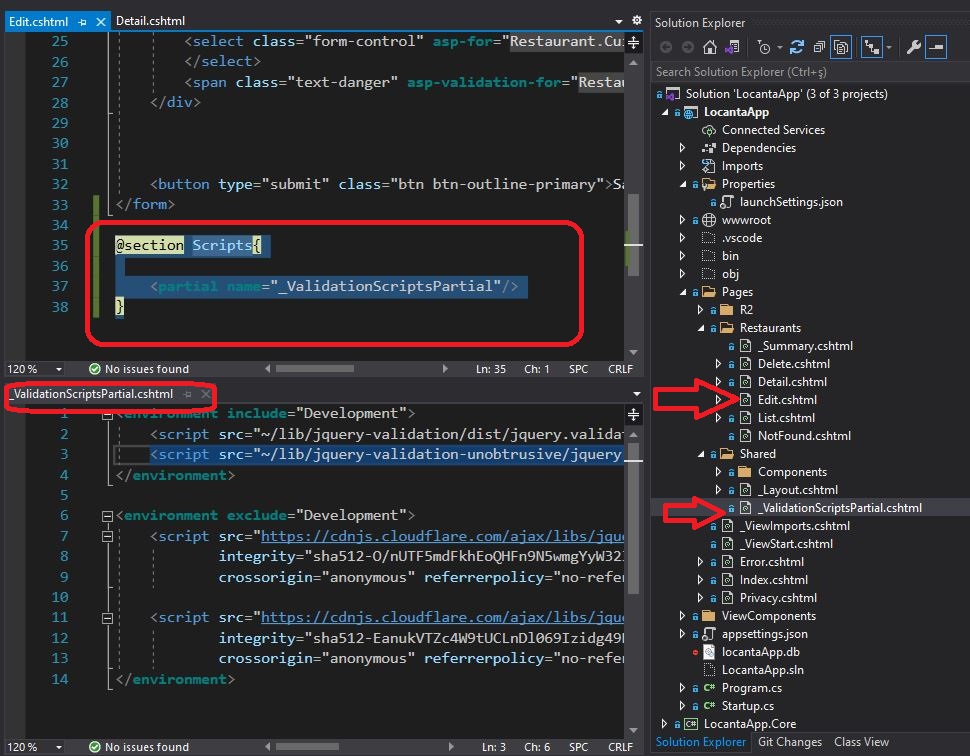 Edit.cshtml
Detail.cshtml
25 <select class="form-control" asp-for="Restaurant.Cui
26 </select>
27 <span class="text-danger" asp-validation-for="Restau
28 </div>
29
30
31
32 <button type="submit" class="btn btn-outline-primary">Sa
33 </form>
34
35 @section Scripts{
36
37 <partial name="_ValidationScriptsPartial"/>
38 }
120 % No issues found Ln: 35 Ch: 1 SPC CRLF
_ValidationScriptsPartial.cshtml
1 <environment include="Development">
2 <script src="~/lib/jquery-validation/dist/jquery.valida
3 <script src="~/lib/jquery-validation-unobtrusive/jquery
4 </environment>
5
6 <environment exclude="Development">
7 <script src="https://cdnjs.cloudflare.com/ajax/libs/jque
8 integrity="sha512-O/nUTF5mdFkhEoQHFn9N5wmgYyW32
9 crossorigin="anonymous" referrerpolicy="no-refer
10
11 <script src="https://cdnjs.cloudflare.com/ajax/libs/jque
12 integrity="sha512-EanukVTZc4W9tUCLnDl069Izidg49
13 crossorigin="anonymous" referrerpolicy="no-refer
14 </environment>
120 % No issues found Ln: 3 Ch: 6 SPC CRLF
Solution Explorer
Search Solution Explorer (Ctrl+ş)
Solution 'LocantaApp' (3 of 3 projects)
LocantaApp
Connected Services
Dependencies
Imports
Properties
launchSettings.json
wwwroot
.vscode
bin
obj
Pages
R2
Restaurants
_Summary.cshtml
Delete.cshtml
Detail.cshtml
Edit.cshtml
List.cshtml
NotFound.cshtml
Shared
Components
_Layout.cshtml
_ValidationScriptsPartial.cshtml
_ViewImports.cshtml
_ViewStart.cshtml
Error.cshtml
Index.cshtml
Privacy.cshtml
ViewComponents
appsettings.json
locantaApp.db
LocantaApp.sln
C# Program.cs
C# Startup.cs
C# LocantaApp.Core
Solution Explorer Git Changes Class View